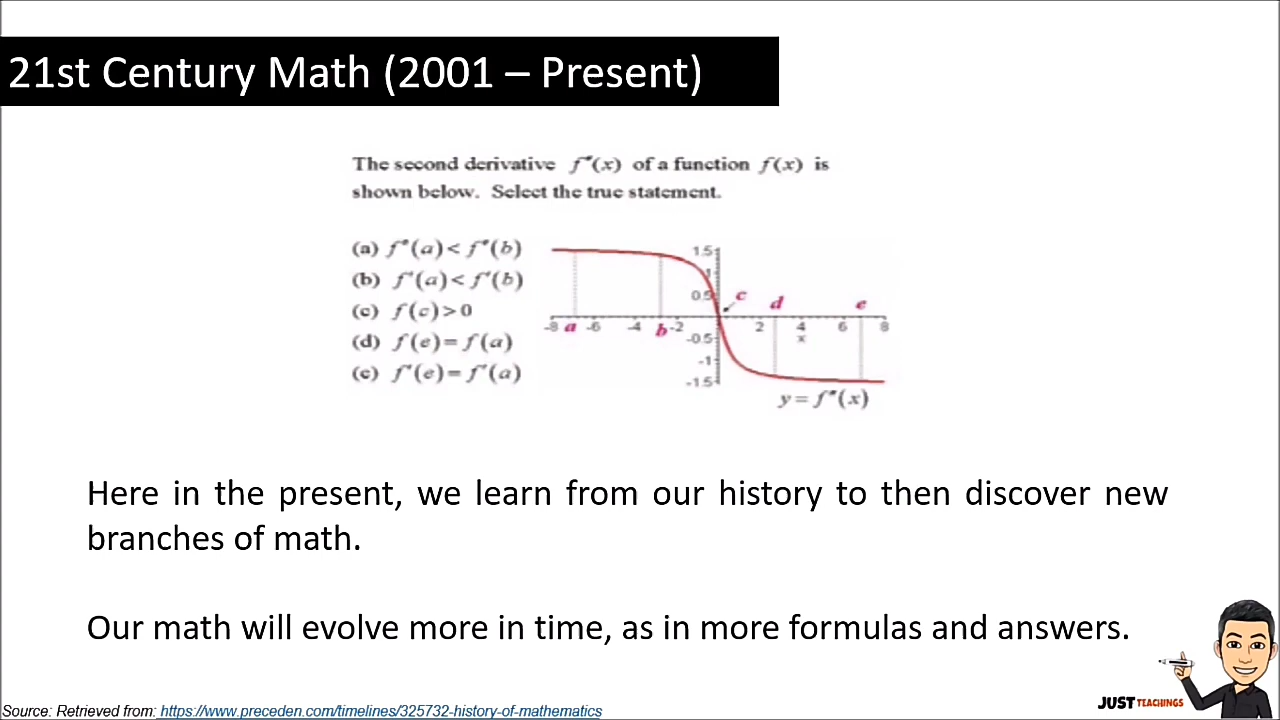 21st Century Math (2001 – Present)
The second derivative f″(x) of a function f(x) is
shown below. Select the true statement.
(a) f″(a) < f″(b)
(b) f′(a) < f′(b)
(c) f(c) > 0
(d) f(e) = f(a)
(e) f′(e) = f′(a)
1.5
1
0.5
c
d
e
-8 a -6 -4 b -2 2 4 6 8
x
-0.5
-1
-1.5
y = f″(x)
Here in the present, we learn from our history to then discover new
branches of math.
Our math will evolve more in time, as in more formulas and answers.
JUST TEACHINGS
Source: Retrieved from: https://www.preceden.com/timelines/325732-history-of-mathematics